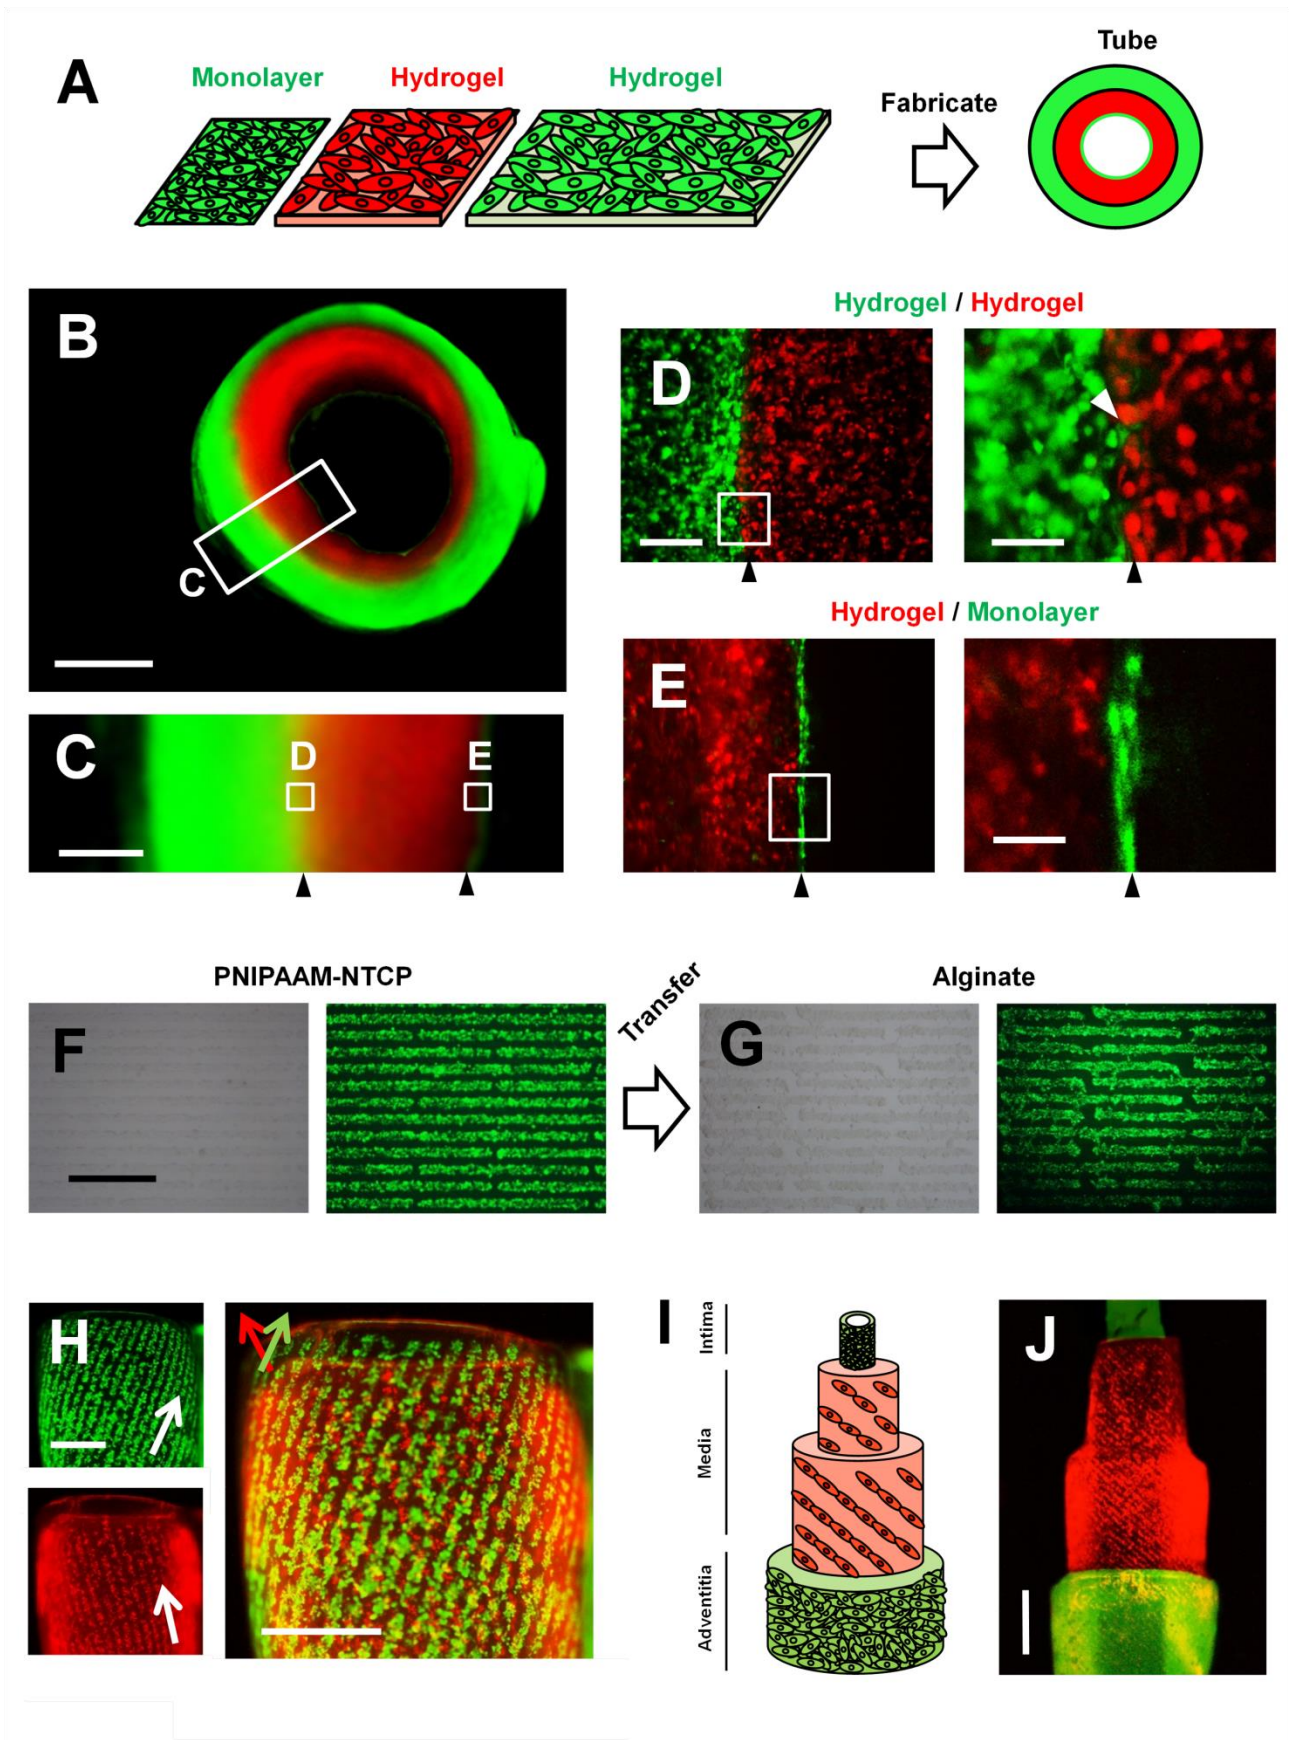 A
Monolayer
Hydrogel
Hydrogel
Fabricate
Tube
B
C
Hydrogel / Hydrogel
D
C
D
E
Hydrogel / Monolayer
E
PNIPAAM-NTCP
Transfer
Alginate
F
G
H
I
Intima
Media
Adventitia
J